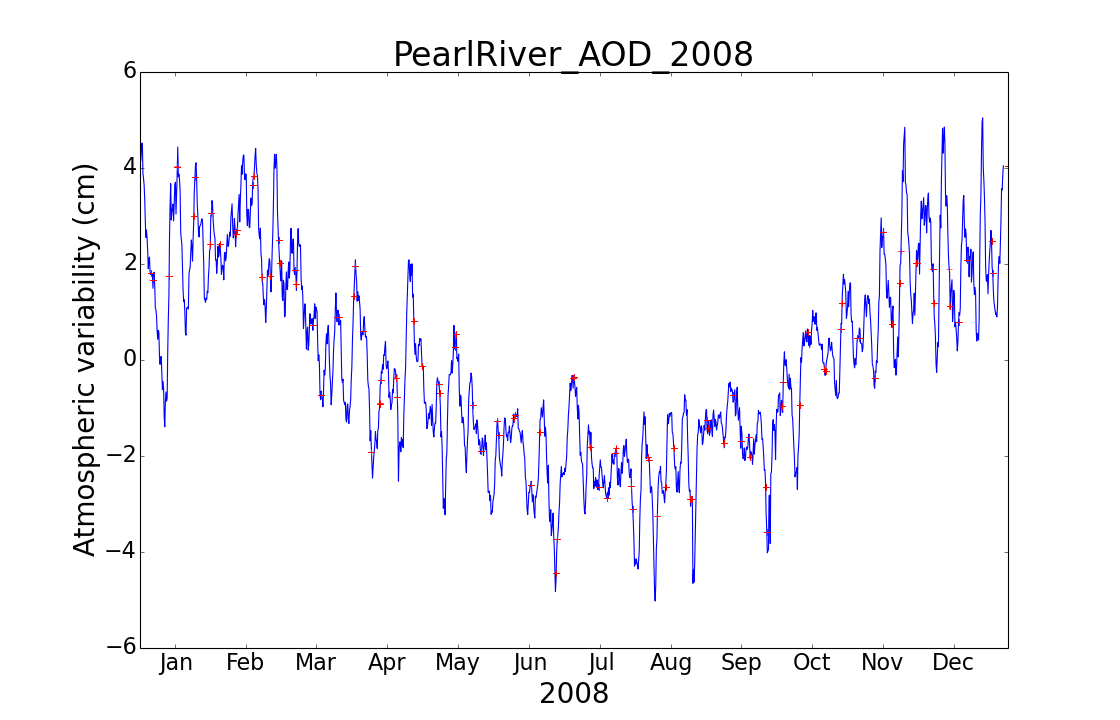 PearlRiver_AOD_2008
6
4
2
0
−2
−4
−6
Atmospheric variability (cm)
Jan Feb Mar Apr May Jun Jul Aug Sep Oct Nov Dec
2008